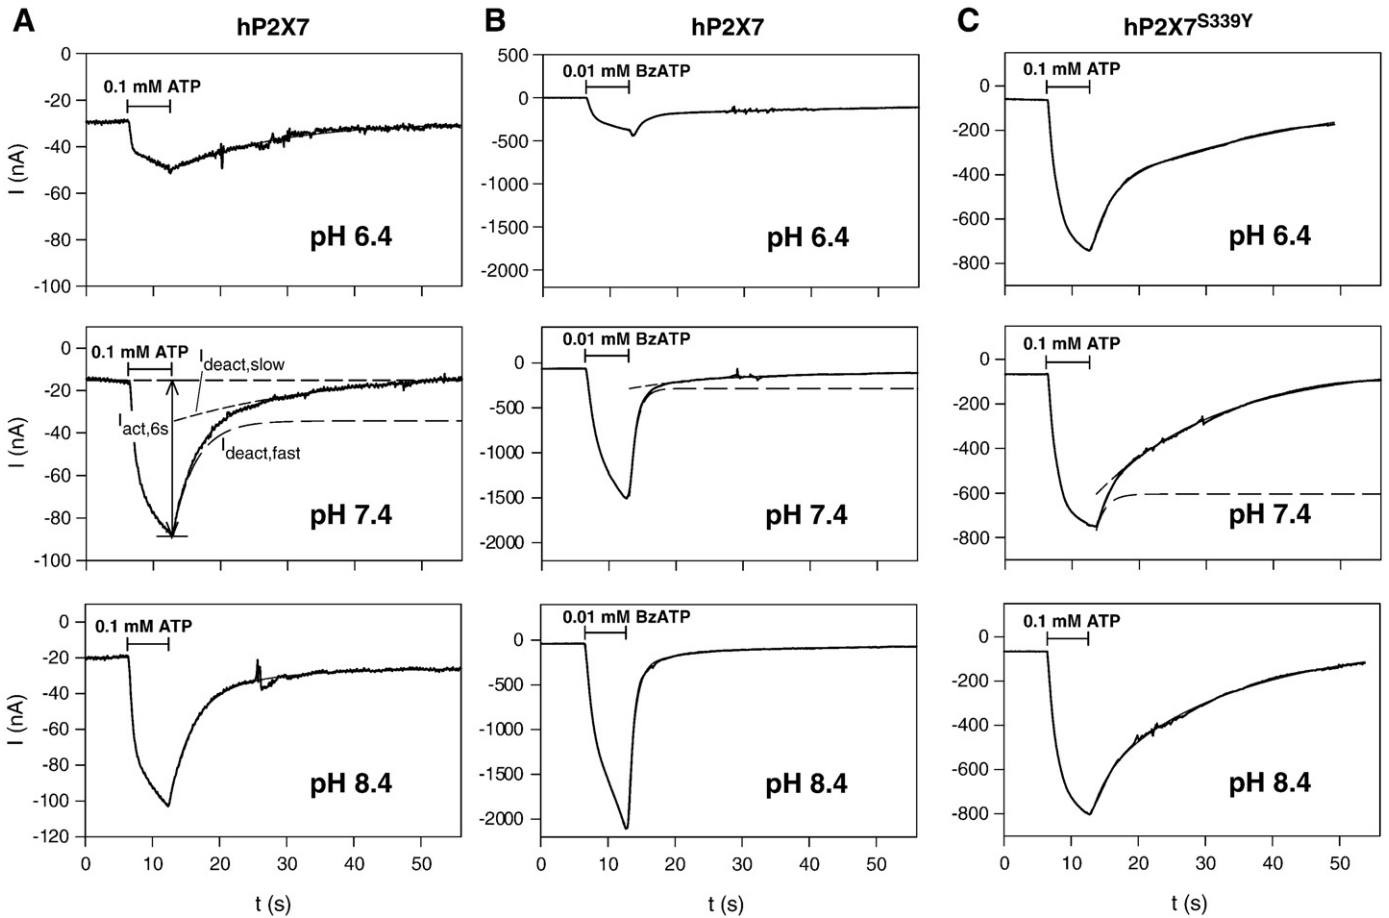 A
hP2X7
B
hP2X7
C
hP2X7S339Y
0
-20
-40
-60
-80
-100
I (nA)
0.1 mM ATP
pH 6.4
500
0
-500
-1000
-1500
-2000
0.01 mM BzATP
pH 6.4
0
-200
-400
-600
-800
0.1 mM ATP
pH 6.4
0
-20
-40
-60
-80
-100
I (nA)
0.1 mM ATP
Ideact,slow
Iact,6s
Ideact,fast
pH 7.4
0
-500
-1000
-1500
-2000
0.01 mM BzATP
pH 7.4
0
-200
-400
-600
-800
0.1 mM ATP
pH 7.4
0
-20
-40
-60
-80
-100
-120
I (nA)
0.1 mM ATP
pH 8.4
0 10 20 30 40 50
t (s)
0
-500
-1000
-1500
-2000
0.01 mM BzATP
pH 8.4
0 10 20 30 40 50
t (s)
0
-200
-400
-600
-800
0.1 mM ATP
pH 8.4
0 10 20 30 40 50
t (s)